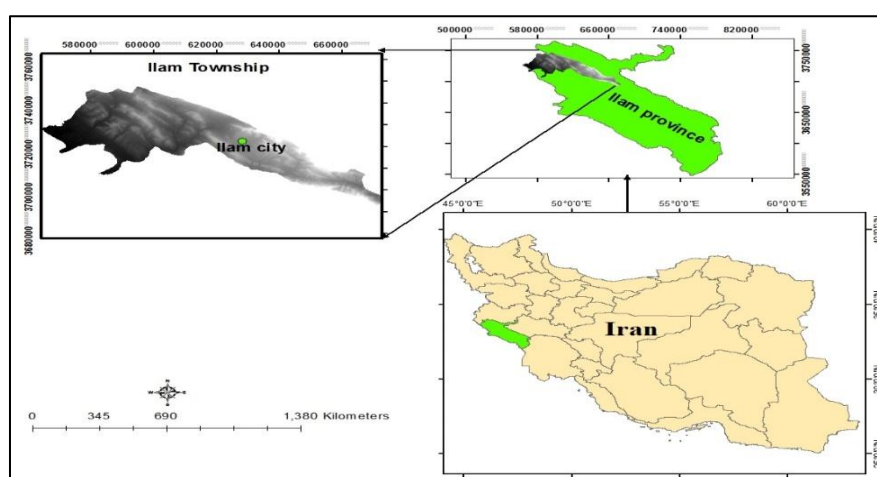 580000 600000 620000 640000 660000
Ilam Township
Ilam city
3760000
3740000
3720000
3700000
3680000
500000 580000 660000 740000 820000
Ilam province
3750000
3650000
3550000
45°0'0"E 50°0'0"E 55°0'0"E 60°0'0"E
Iran
N
W E
S
0 345 690 1,380 Kilometers